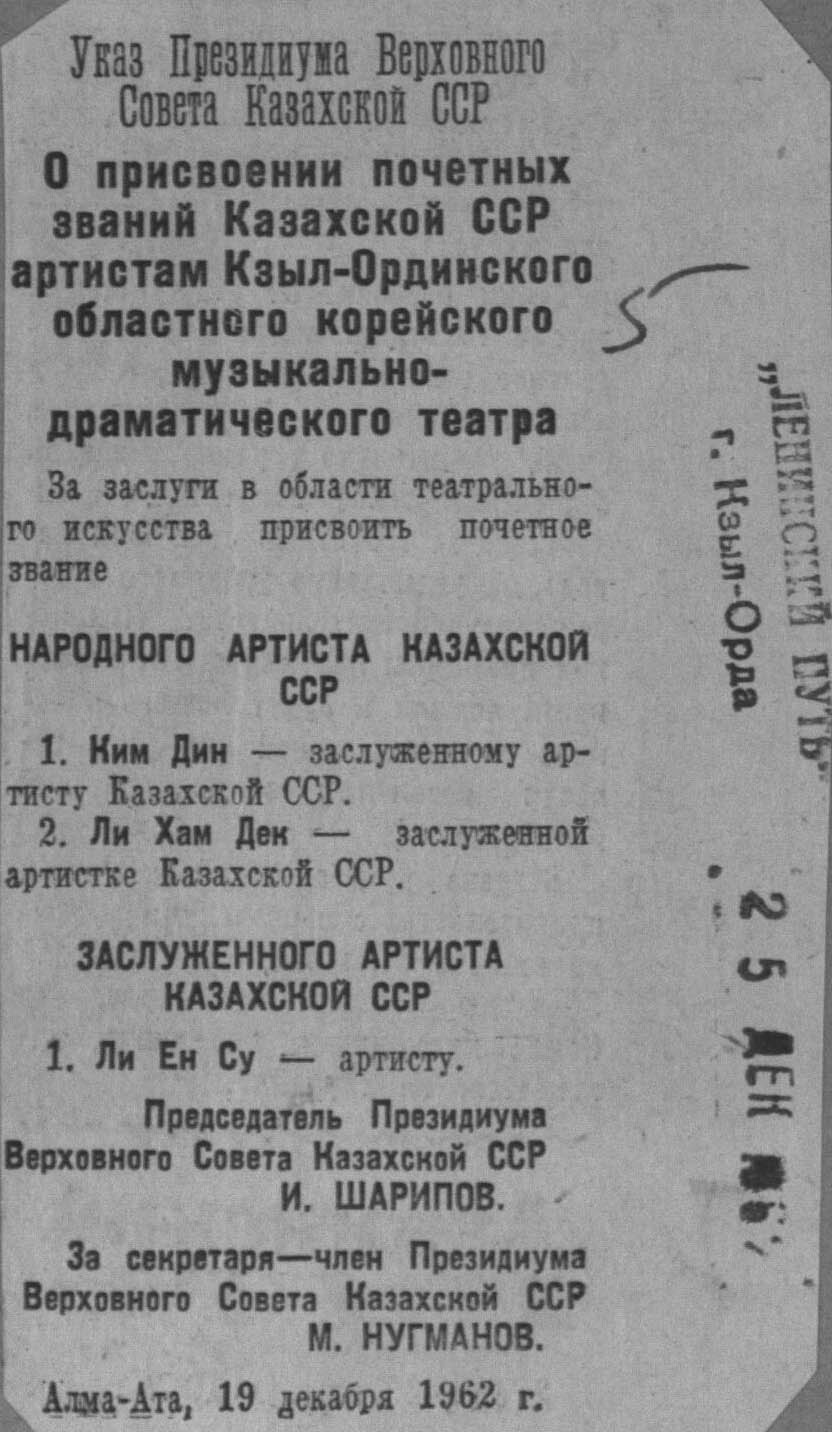 Указ Президиума Верховного
Совета Казахской ССР
О присвоении почетных
званий Казахской ССР
артистам Кзыл-Ординского
областного корейского
музыкально-
драматического театра
За заслуги в области театрально-
го искусства присвоить почетное
звание
НАРОДНОГО АРТИСТА КАЗАХСКОЙ
ССР
1. Ким Дин — заслуженному ар-
тисту Казахской ССР.
2. Ли Хам Дек — заслуженной
артистке Казахской ССР.
ЗАСЛУЖЕННОГО АРТИСТА
КАЗАХСКОЙ ССР
1. Ли Ен Су — артисту.
Председатель Президиума
Верховного Совета Казахской ССР
И. ШАРИПОВ.
За секретаря—член Президиума
Верховного Совета Казахской ССР
М. НУГМАНОВ.
Алма-Ата, 19 декабря 1962 г.
„ЛЕНИНСКИЙ ПУТЬ"
г. Кзыл-Орда
25 ДЕК